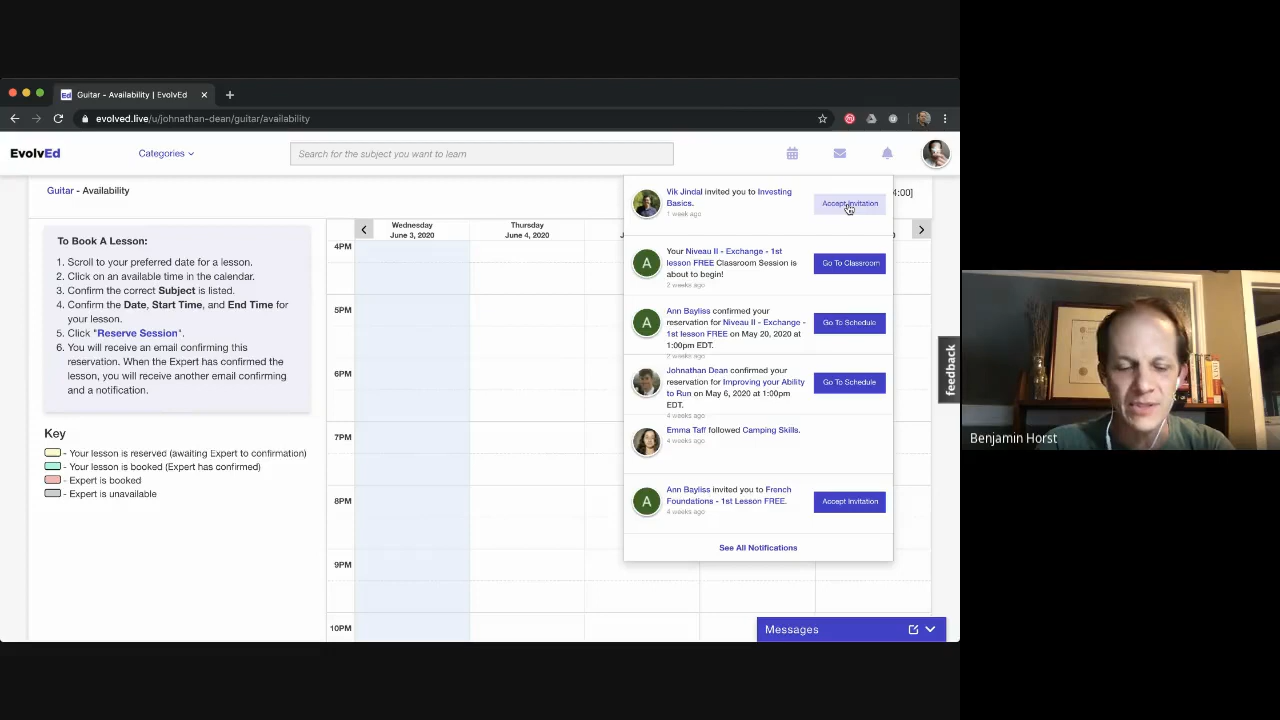 Guitar - Availability | EvolvEd
evolved.live/u/johnathan-dean/guitar/availability
EvolvEd
Categories
Search for the subject you want to learn
Guitar - Availability
4:00]
To Book A Lesson:
1. Scroll to your preferred date for a lesson.
2. Click on an available time in the calendar.
3. Confirm the correct Subject is listed.
4. Confirm the Date, Start Time, and End Time for
your lesson.
5. Click "Reserve Session".
6. You will receive an email confirming this
reservation. When the Expert has confirmed the
lesson, you will receive another email confirming
and a notification.
Key
- Your lesson is reserved (awaiting Expert to confirmation)
- Your lesson is booked (Expert has confirmed)
- Expert is booked
- Expert is unavailable
Wednesday
June 3, 2020
Thursday
June 4, 2020
4PM
5PM
6PM
7PM
8PM
9PM
10PM
Vik Jindal invited you to Investing
Basics.
1 week ago
Accept Invitation
A
Your Niveau II - Exchange - 1st
lesson FREE Classroom Session is
about to begin!
2 weeks ago
Go To Classroom
A
Ann Bayliss confirmed your
reservation for Niveau II - Exchange -
1st lesson FREE on May 20, 2020 at
1:00pm EDT.
2 weeks ago
Go To Schedule
Johnathan Dean confirmed your
reservation for Improving your Ability
to Run on May 6, 2020 at 1:00pm
EDT.
4 weeks ago
Go To Schedule
Emma Taff followed Camping Skills.
4 weeks ago
A
Ann Bayliss invited you to French
Foundations - 1st Lesson FREE.
4 weeks ago
Accept Invitation
See All Notifications
Messages
feedback
Benjamin Horst